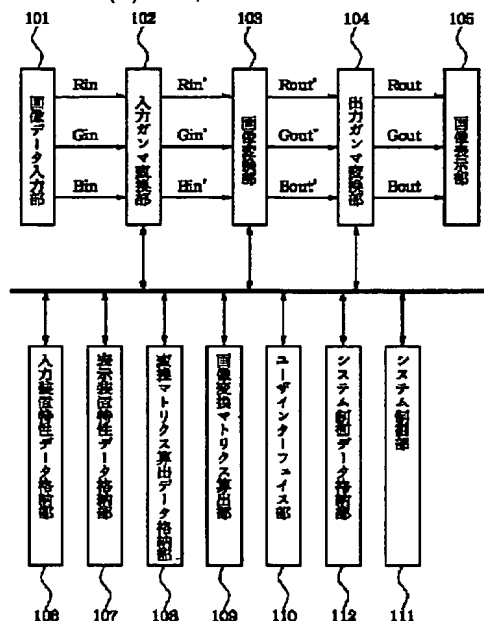 101
102
103
104
105
画像データ入力部
Rin
Gin
Bin
入力ガンマ変換部
Rin'
Gin'
Bin'
画像変換部
Rout'
Gout'
Bout'
出力ガンマ変換部
Rout
Gout
Bout
画像表示部
入力装置特性データ格納部
表示装置特性データ格納部
変換マトリクス算出データ格納部
画像変換マトリクス算出部
ユーザインターフェイス部
システム制御データ格納部
システム制御部
106
107
108
109
110
112
111